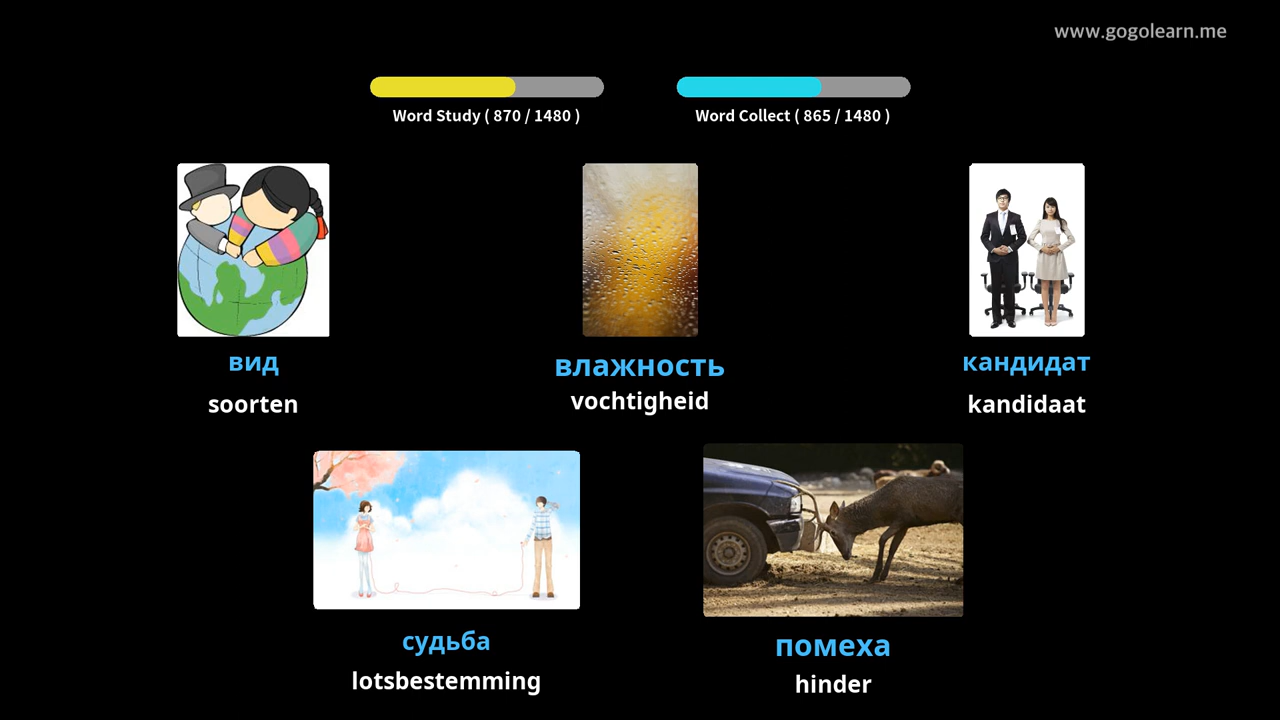 www.gogolearn.me
Word Study ( 870 / 1480 )
Word Collect ( 865 / 1480 )
вид
soorten
влажность
vochtigheid
кандидат
kandidaat
судьба
lotsbestemming
помеха
hinder